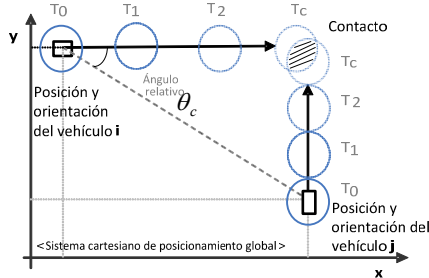 T0
T1
T2
Tc
Contacto
y
Tc
Ángulo
relativo
θc
Posición y
orientación
del vehículo i
T2
T1
T0
Posición y
orientación del
vehículo j
<Sistema cartesiano de posicionamiento global>
x